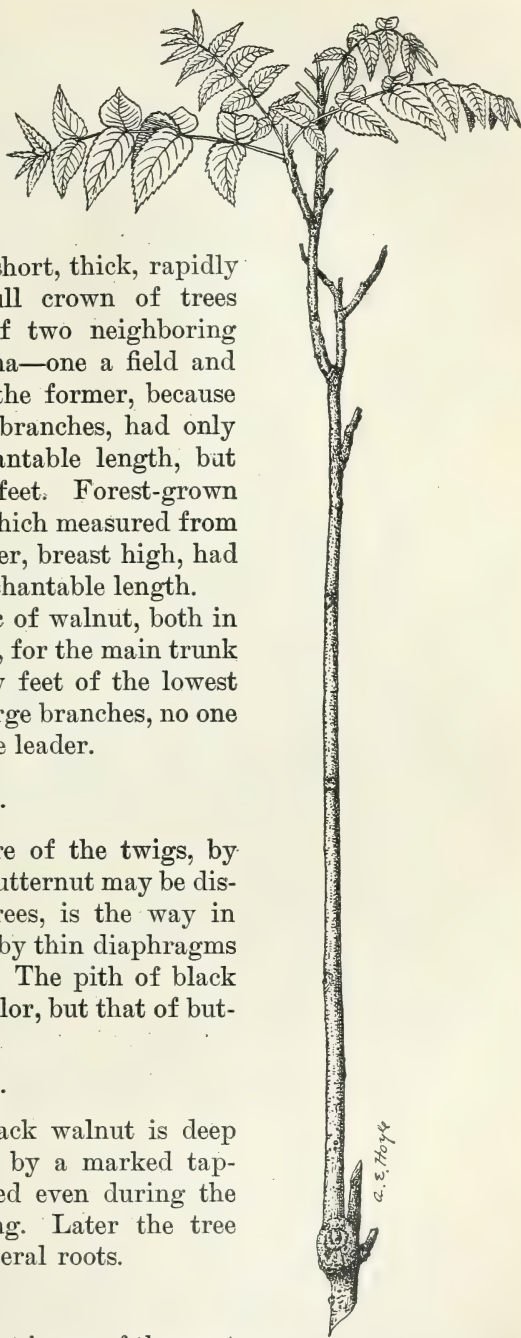 hort, thick, rapidly
ll crown of trees
f two neighboring
na—one a field and
the former, because
branches, had only
antable length, but
feet. Forest-grown
hich measured from
er, breast high, had
hantable length.
c of walnut, both in
, for the main trunk
feet of the lowest
rge branches, no one
e leader.
.
re of the twigs, by
utternut may be dis-
rees, is the way in
by thin diaphragms
The pith of black
lor, but that of but-
.
ack walnut is deep
by a marked tap-
ed even during the
ng. Later the tree
eral roots.
A. E. Hoyle